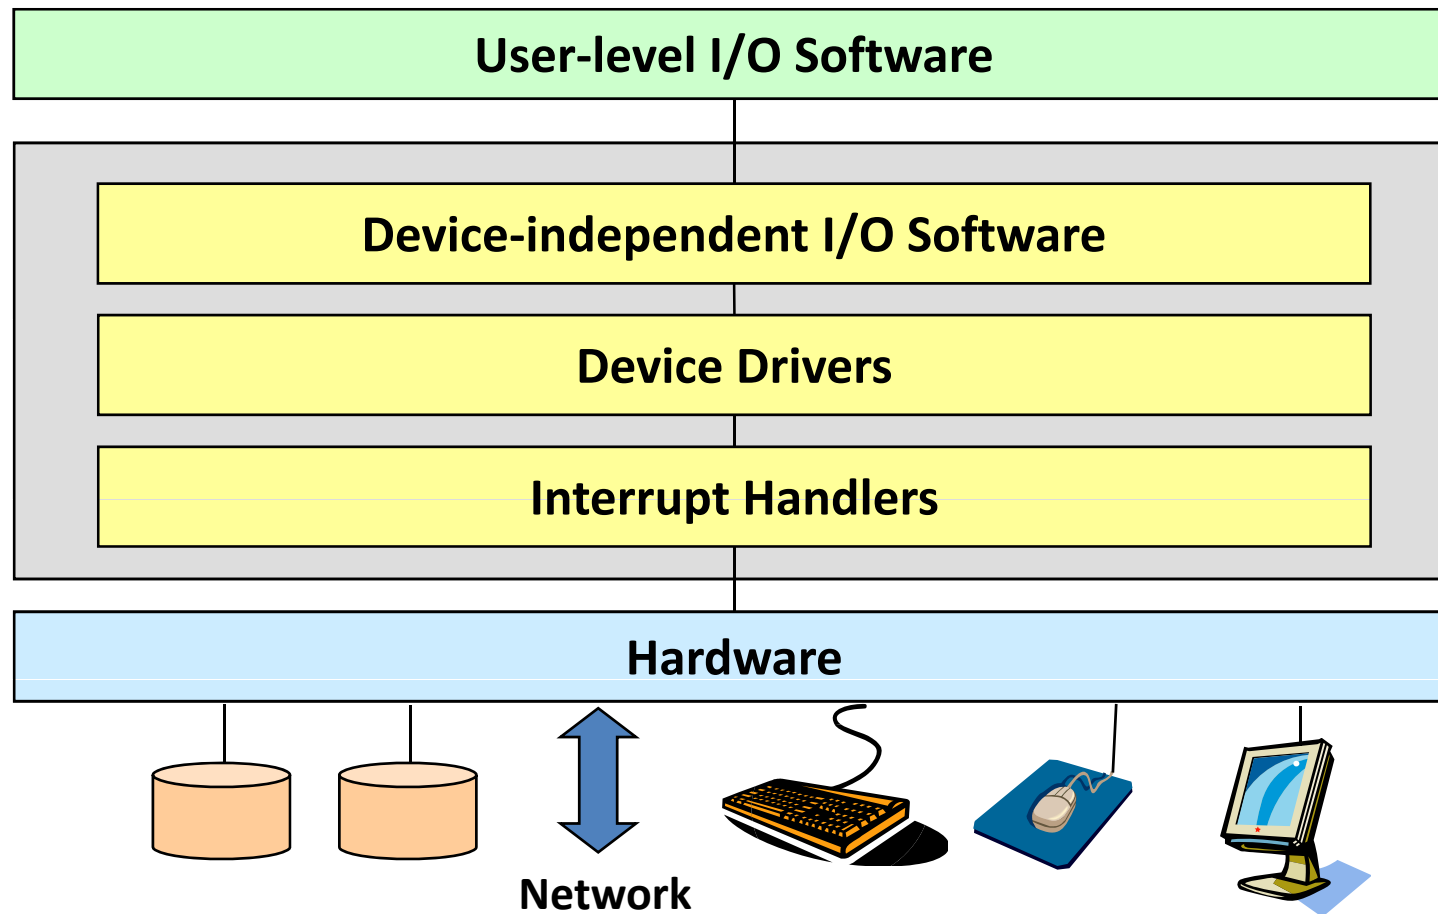 User-level I/O Software
Device-independent I/O Software
Device Drivers
Interrupt Handlers
Hardware
Network